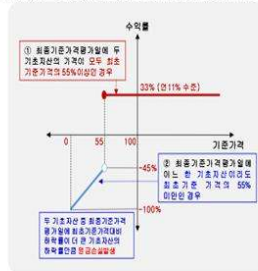 수익률
① 최종기준가격평가일에 두
기초자산의 가격이 모두 최초
기준가격의 55%이상인 경우
33% (연11% 수준)
0 55 100
기준가격
-45%
② 최종기준가격평가일에
어느 한 기초자산이라도
최초기준 가격의 55%
미만인 경우
-100%
두 기초자산 중 최종기준가격
평가일에 최초기준가격대비
하락률이 더 큰 기초자산의
하락률만큼 원금손실발생